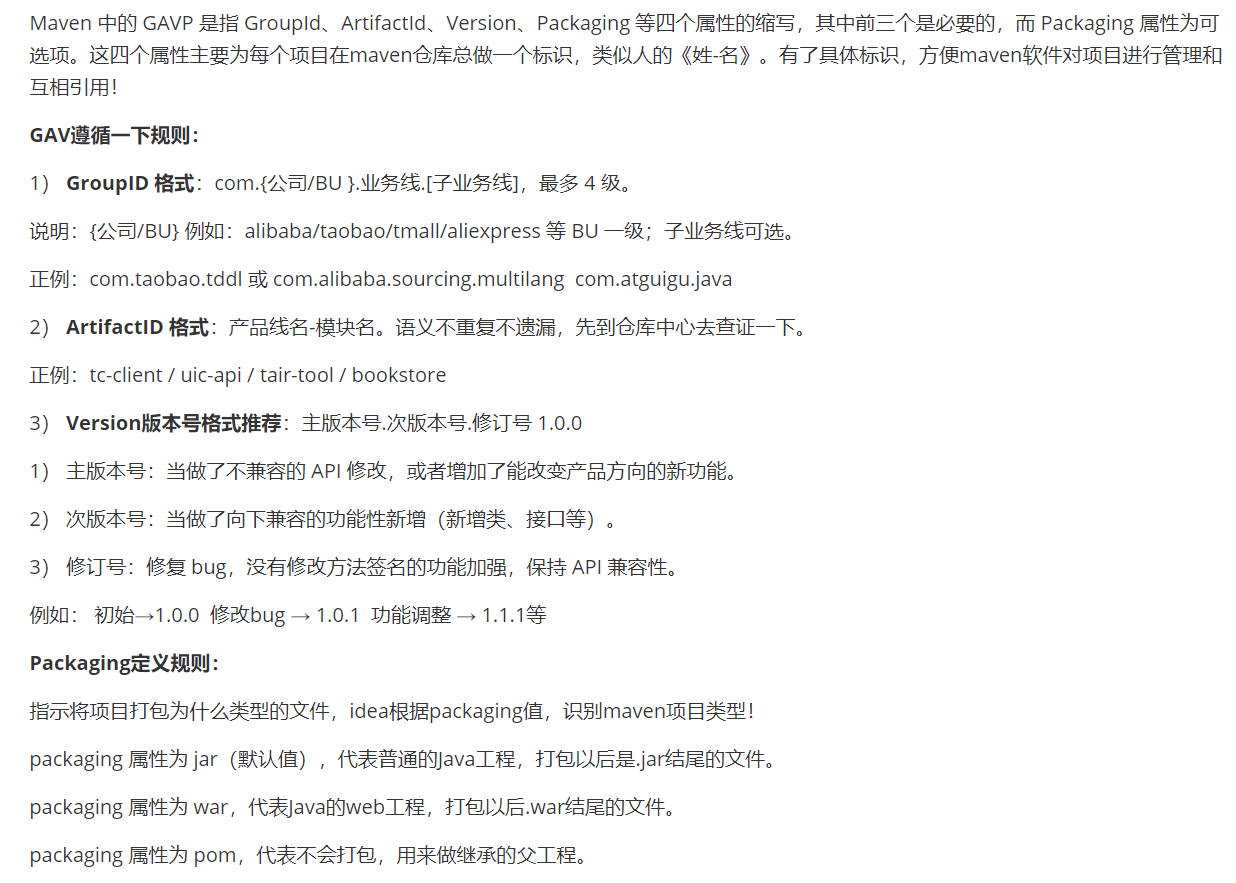 Maven 中的 GAVP 是指 GroupId、ArtifactId、Version、Packaging 等四个属性的缩写，其中前三个是必要的，而 Packaging 属性为可
选项。这四个属性主要为每个项目在maven仓库总做一个标识，类似人的《姓-名》。有了具体标识，方便maven软件对项目进行管理和
互相引用！
GAV遵循一下规则：
1） GroupID 格式：com.{公司/BU }.业务线.[子业务线]，最多 4 级。
说明：{公司/BU} 例如：alibaba/taobao/tmall/aliexpress 等 BU 一级；子业务线可选。
正例：com.taobao.tddl 或 com.alibaba.sourcing.multilang  com.atguigu.java
2） ArtifactID 格式：产品线名-模块名。语义不重复不遗漏，先到仓库中心去查证一下。
正例：tc-client / uic-api / tair-tool / bookstore
3） Version版本号格式推荐：主版本号.次版本号.修订号 1.0.0
1） 主版本号：当做了不兼容的 API 修改，或者增加了能改变产品方向的新功能。
2） 次版本号：当做了向下兼容的功能性新增（新增类、接口等）。
3） 修订号：修复 bug，没有修改方法签名的功能加强，保持 API 兼容性。
例如： 初始→1.0.0  修改bug → 1.0.1  功能调整 → 1.1.1等
Packaging定义规则：
指示将项目打包为什么类型的文件，idea根据packaging值，识别maven项目类型！
packaging 属性为 jar（默认值），代表普通的Java工程，打包以后是.jar结尾的文件。
packaging 属性为 war，代表Java的web工程，打包以后.war结尾的文件。
packaging 属性为 pom，代表不会打包，用来做继承的父工程。